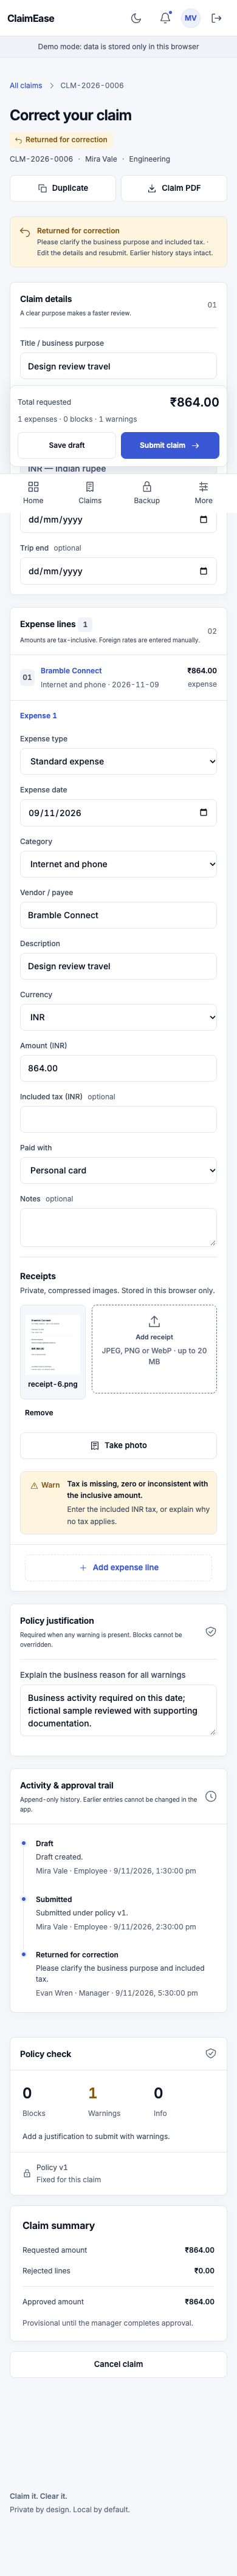 ClaimEase
MV
Demo mode: data is stored only in this browser
All claims > CLM-2026-0006
Correct your claim
Returned for correction
CLM-2026-0006 · Mira Vale · Engineering
Duplicate
Claim PDF
Returned for correction
Please clarify the business purpose and included tax. ·
Edit the details and resubmit. Earlier history stays intact.
Claim details
A clear purpose makes a faster review.
01
Title / business purpose
Design review travel
Total requested
₹864.00
1 expenses · 0 blocks · 1 warnings
Save draft
Submit claim →
INR — Indian rupee
Home
Claims
Backup
More
dd/mm/yyyy
Trip end optional
dd/mm/yyyy
Expense lines 1
Amounts are tax-inclusive. Foreign rates are entered manually.
02
01
Bramble Connect
₹864.00
Internet and phone · 2026-11-09
expense
Expense 1
Expense type
Standard expense
Expense date
09/11/2026
Category
Internet and phone
Vendor / payee
Bramble Connect
Description
Design review travel
Currency
INR
Amount (INR)
864.00
Included tax (INR) optional
Paid with
Personal card
Notes optional
Receipts
Private, compressed images. Stored in this browser only.
receipt-6.png
Add receipt
JPEG, PNG or WebP · up to 20
MB
Remove
Take photo
Warn
Tax is missing, zero or inconsistent with
the inclusive amount.
Enter the included INR tax, or explain why
no tax applies.
+ Add expense line
Policy justification
Required when any warning is present. Blocks cannot be
overridden.
Explain the business reason for all warnings
Business activity required on this date;
fictional sample reviewed with supporting
documentation.
Activity & approval trail
Append-only history. Earlier entries cannot be changed in the
app.
Draft
Draft created.
Mira Vale · Employee · 9/11/2026, 1:30:00 pm
Submitted
Submitted under policy v1.
Mira Vale · Employee · 9/11/2026, 2:30:00 pm
Returned for correction
Please clarify the business purpose and included
tax.
Evan Wren · Manager · 9/11/2026, 5:30:00 pm
Policy check
0
1
0
Blocks
Warnings
Info
Add a justification to submit with warnings.
Policy v1
Fixed for this claim
Claim summary
Requested amount
₹864.00
Rejected lines
₹0.00
Approved amount
₹864.00
Provisional until the manager completes approval.
Cancel claim
Claim it. Clear it.
Private by design. Local by default.